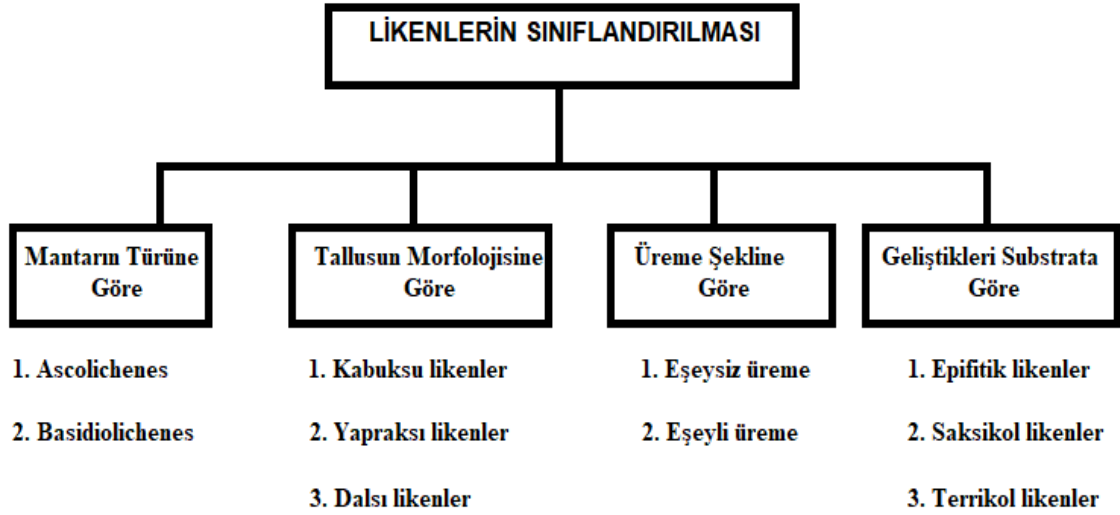 LİKENLERİN SINIFLANDIRILMASI
Mantarın Türüne
Göre
1. Ascolichenes
2. Basidiolichenes
Tallusun Morfolojisine
Göre
1. Kabuksu likenler
2. Yapraksı likenler
3. Dalsı likenler
Üreme Şekline
Göre
1. Eşeysiz üreme
2. Eşeyli üreme
Geliştikleri Substrata
Göre
1. Epifitik likenler
2. Saksikol likenler
3. Terrikol likenler